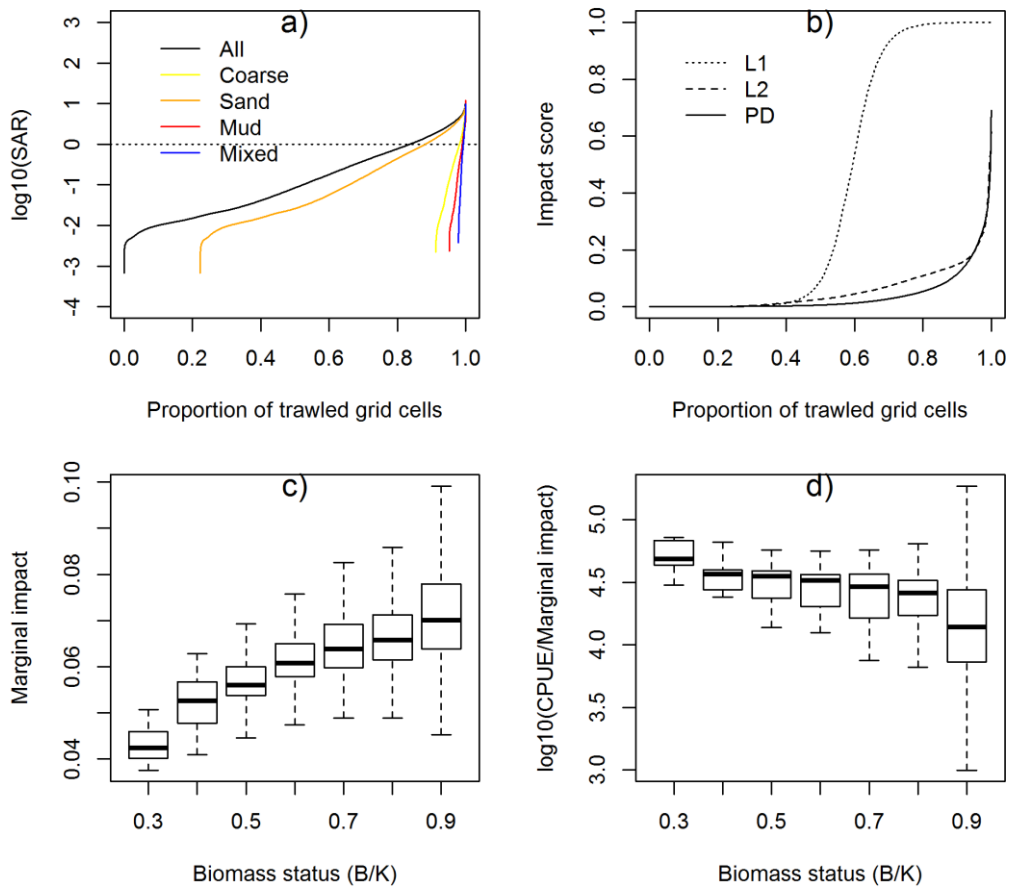 a)
log10(SAR)
3
2
1
0
-1
-2
-3
-4
All
Coarse
Sand
Mud
Mixed
0.0 0.2 0.4 0.6 0.8 1.0
Proportion of trawled grid cells
b)
Impact score
1.0
0.8
0.6
0.4
0.2
0.0
L1
L2
PD
0.0 0.2 0.4 0.6 0.8 1.0
Proportion of trawled grid cells
c)
Marginal impact
0.10
0.08
0.06
0.04
0.3 0.5 0.7 0.9
Biomass status (B/K)
d)
log10(CPUE/Marginal impact)
5.0
4.5
4.0
3.5
3.0
0.3 0.5 0.7 0.9
Biomass status (B/K)